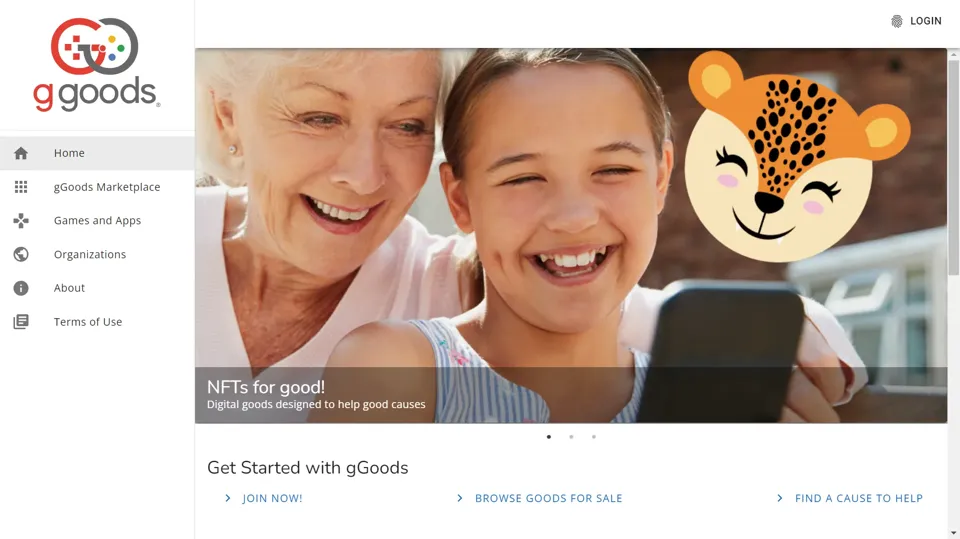 g goods®
Home
gGoods Marketplace
Games and Apps
Organizations
About
Terms of Use
LOGIN
NFTs for good!
Digital goods designed to help good causes
Get Started with gGoods
JOIN NOW!
BROWSE GOODS FOR SALE
FIND A CAUSE TO HELP